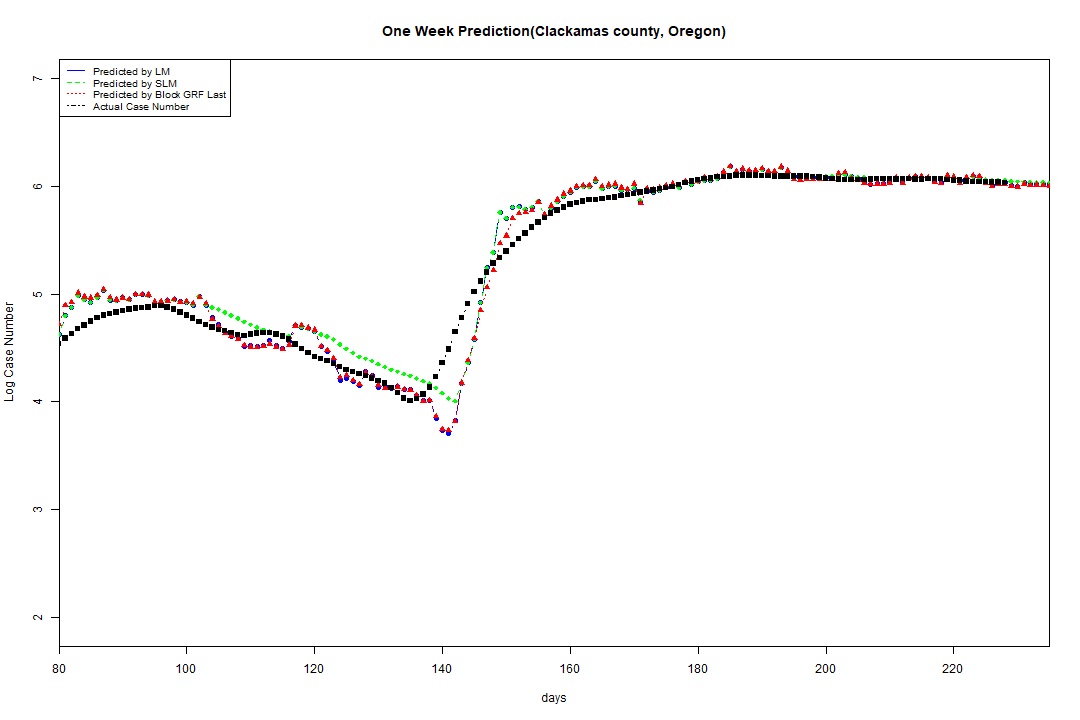 One Week Prediction(Clackamas county, Oregon)
Predicted by LM
Predicted by SLM
Predicted by Block GRF Last
Actual Case Number
7
6
5
4
3
2
Log Case Number
80 100 120 140 160 180 200 220
days